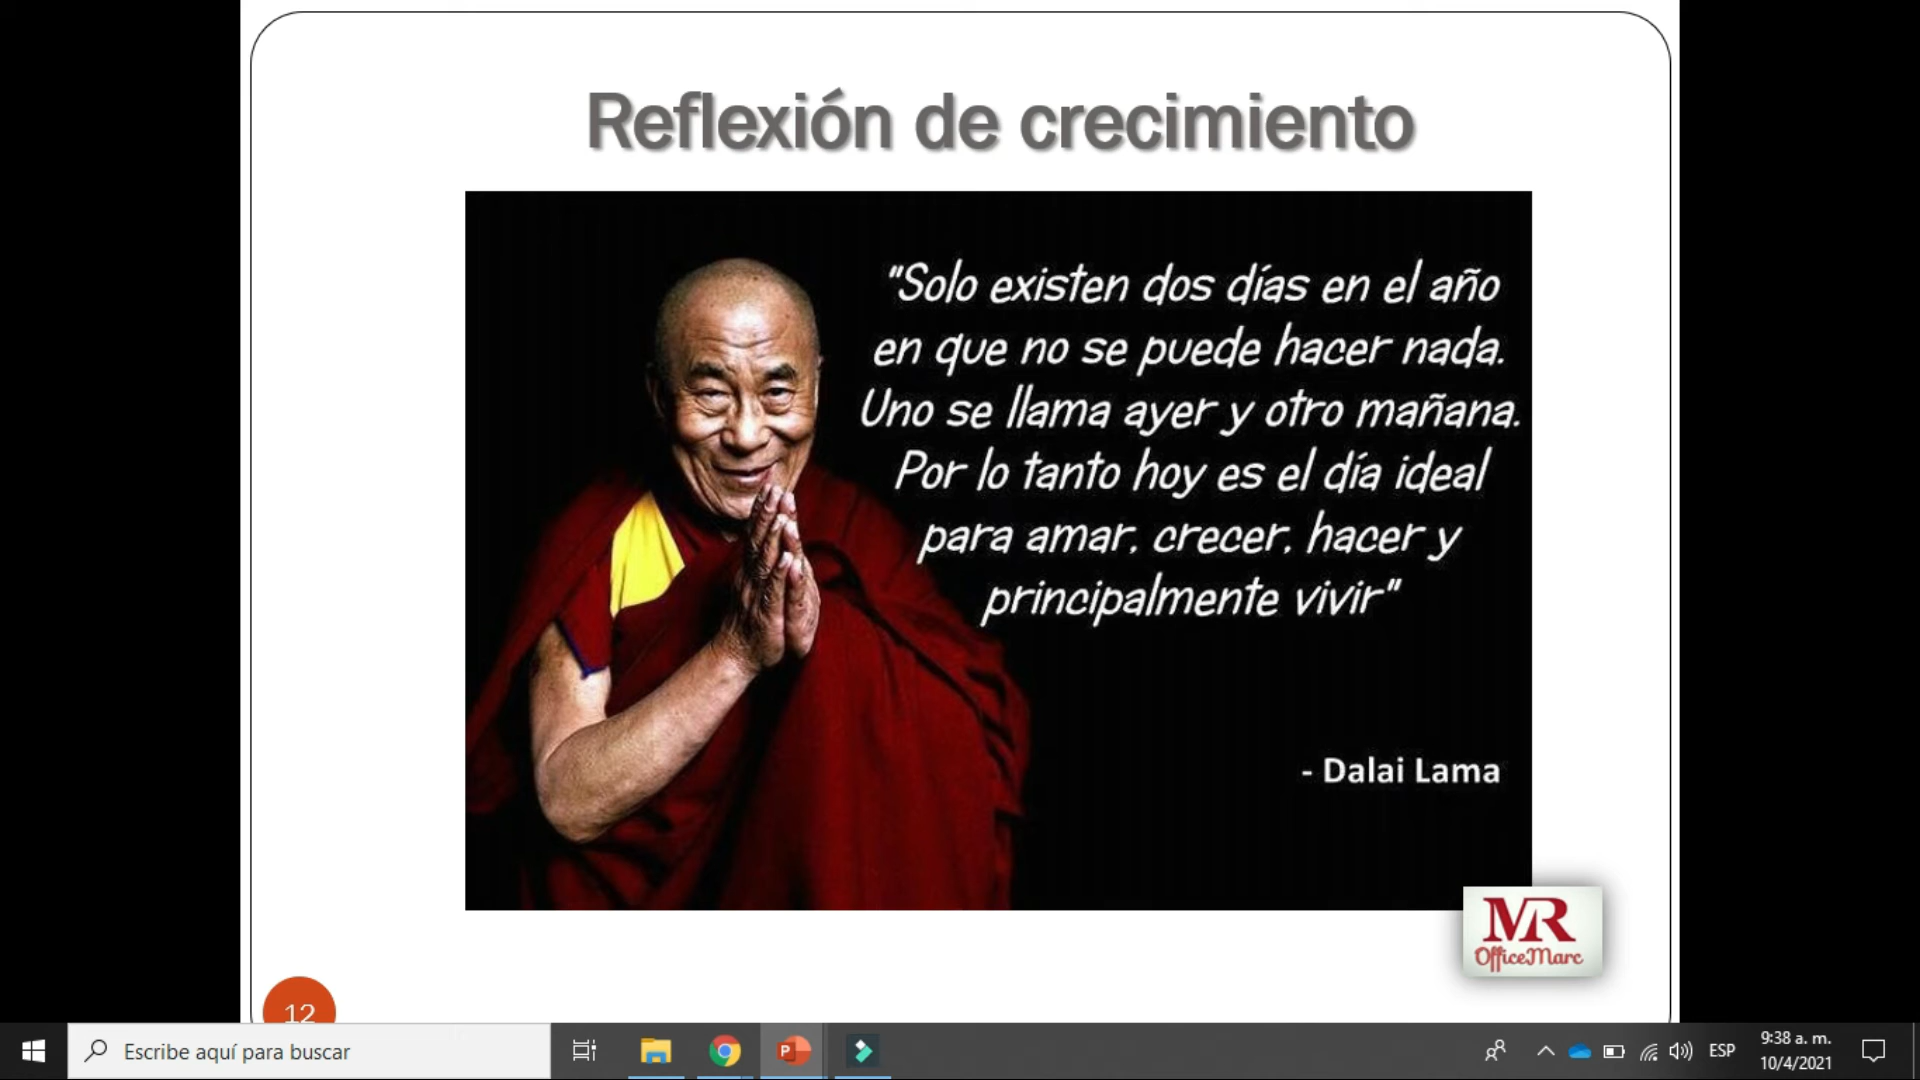 Reflexión de crecimiento
"Solo existen dos días en el año
en que no se puede hacer nada.
Uno se llama ayer y otro mañana.
Por lo tanto hoy es el día ideal
para amar, crecer, hacer y
principalmente vivir"
- Dalai Lama
MR
OfficeMarc
12
Escribe aquí para buscar
ESP
9:38 a. m.
10/4/2021